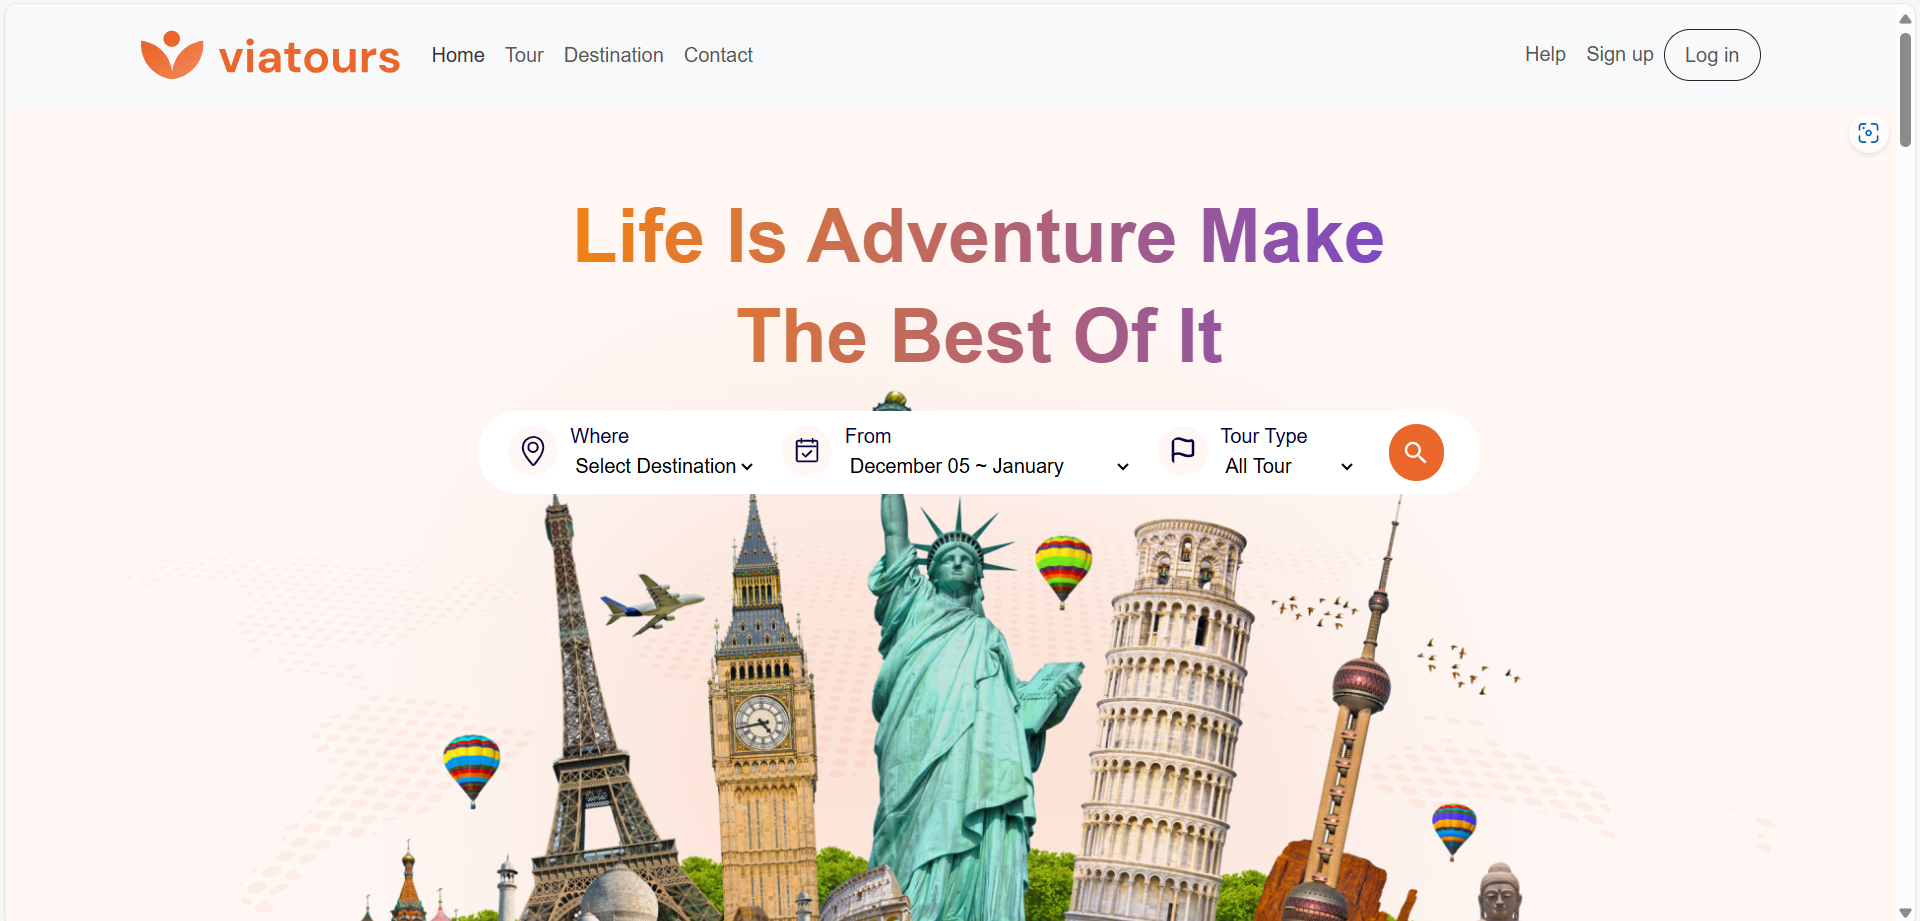 viatours Home Tour Destination Contact Help Sign up Log in
Life Is Adventure Make
The Best Of It
Where From Tour Type
Select Destination December 05 ~ January All Tour